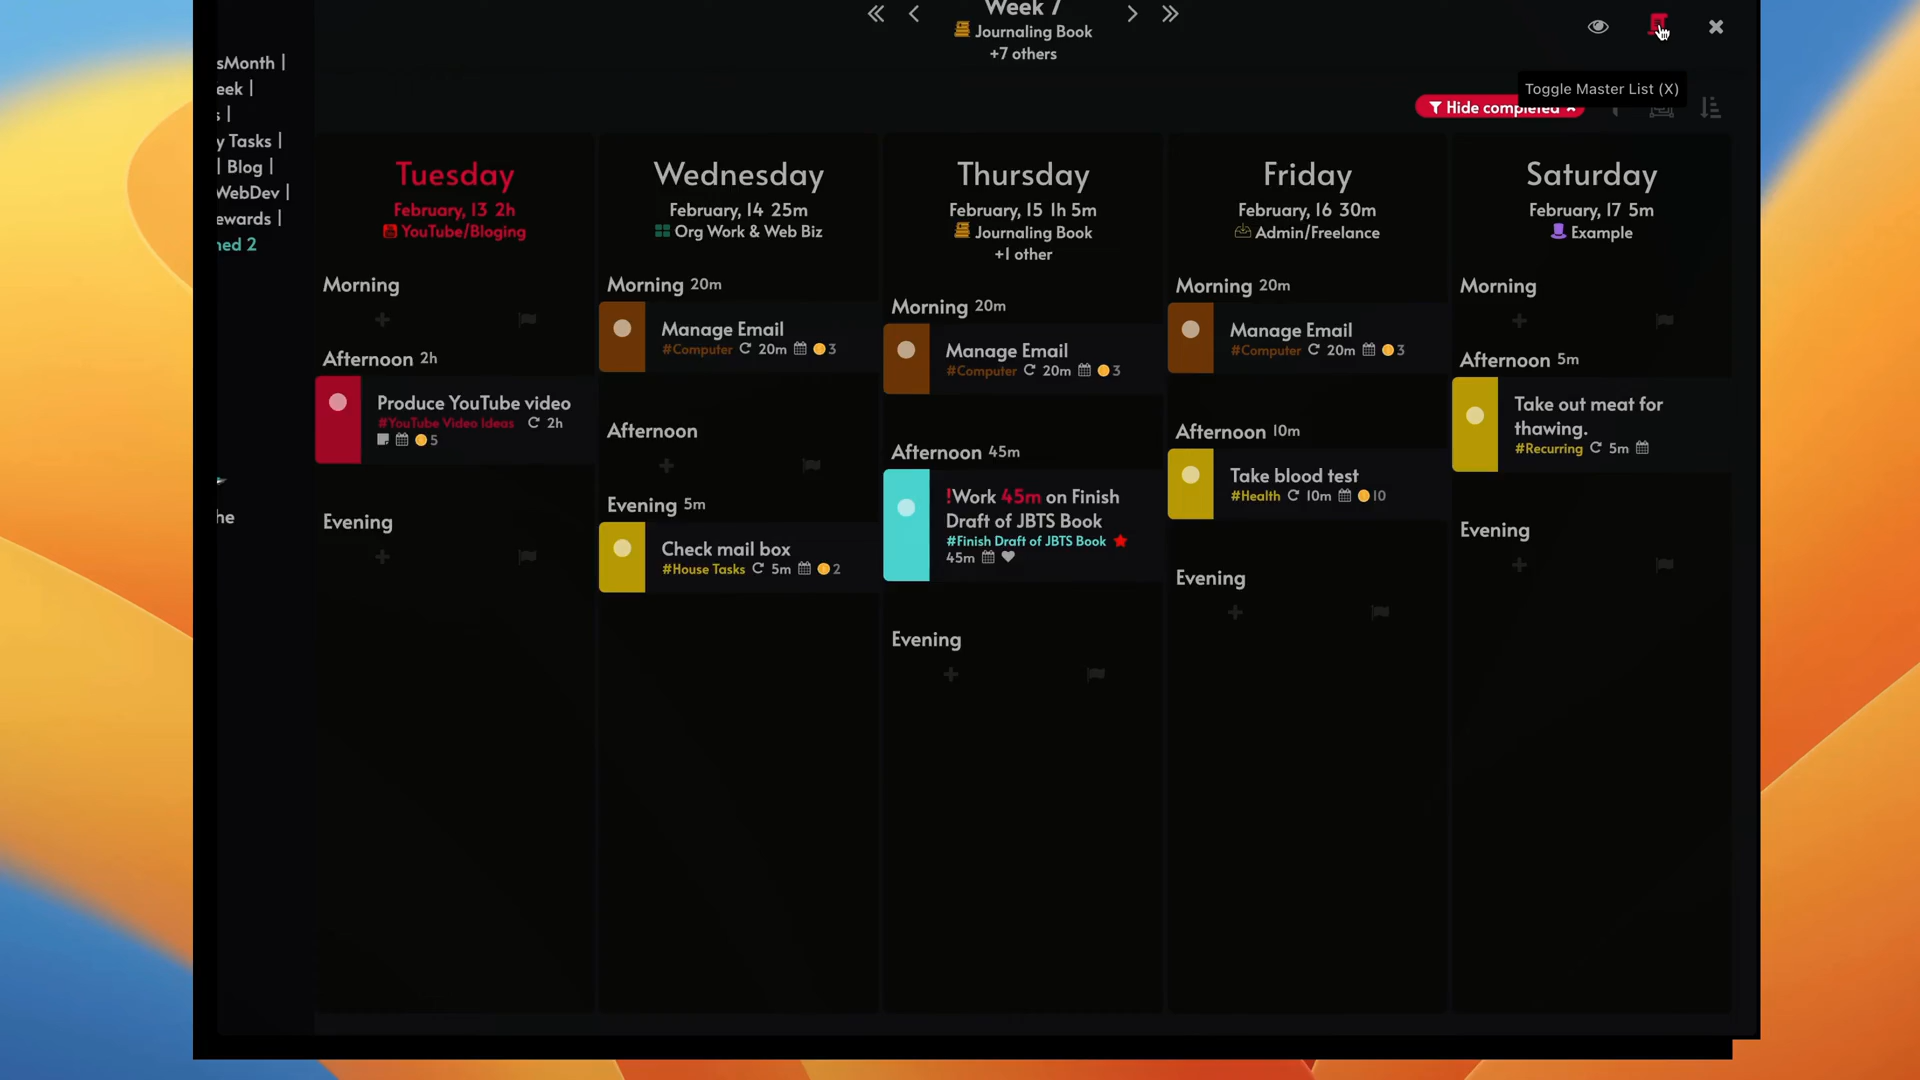 Week 7
Journaling Book
+7 others
Toggle Master List (X)
Hide completed ×
sMonth |
eek |
s |
y Tasks |
| Blog |
WebDev |
ewards |
ned 2
he
Tuesday
February, 13 2h
YouTube/Bloging
Morning
Afternoon 2h
Produce YouTube video
#YouTube Video Ideas 2h
5
Evening
Wednesday
February, 14 25m
Org Work & Web Biz
Morning 20m
Manage Email
#Computer 20m 3
Afternoon
Evening 5m
Check mail box
#House Tasks 5m 2
Thursday
February, 15 1h 5m
Journaling Book
+1 other
Morning 20m
Manage Email
#Computer 20m 3
Afternoon 45m
!Work 45m on Finish
Draft of JBTS Book
#Finish Draft of JBTS Book
45m
Evening
Friday
February, 16 30m
Admin/Freelance
Morning 20m
Manage Email
#Computer 20m 3
Afternoon 10m
Take blood test
#Health 10m 10
Evening
Saturday
February, 17 5m
Example
Morning
Afternoon 5m
Take out meat for
thawing.
#Recurring 5m
Evening